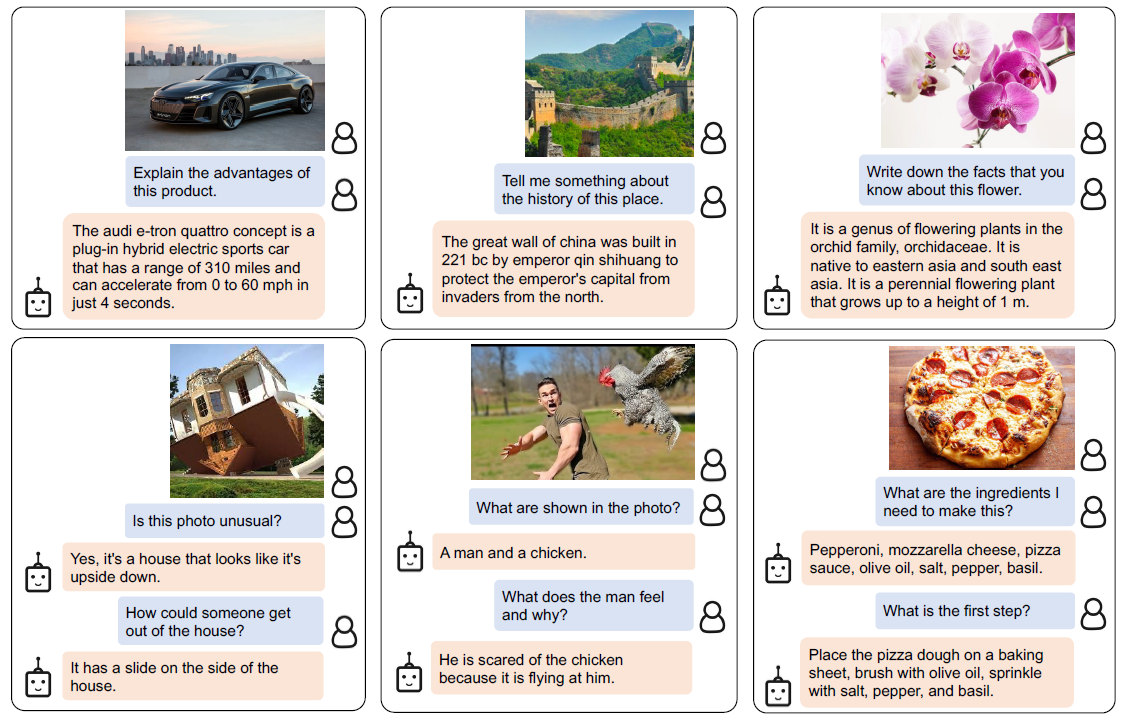 Explain the advantages of
this product.
The audi e-tron quattro concept is a
plug-in hybrid electric sports car
that has a range of 310 miles and
can accelerate from 0 to 60 mph in
just 4 seconds.
Tell me something about
the history of this place.
The great wall of china was built in
221 bc by emperor qin shihuang to
protect the emperor's capital from
invaders from the north.
Write down the facts that you
know about this flower.
It is a genus of flowering plants in the
orchid family, orchidaceae. It is
native to eastern asia and south east
asia. It is a perennial flowering plant
that grows up to a height of 1 m.
Is this photo unusual?
Yes, it's a house that looks like it's
upside down.
How could someone get
out of the house?
It has a slide on the side of the
house.
What are shown in the photo?
A man and a chicken.
What does the man feel
and why?
He is scared of the chicken
because it is flying at him.
What are the ingredients I
need to make this?
Pepperoni, mozzarella cheese, pizza
sauce, olive oil, salt, pepper, basil.
What is the first step?
Place the pizza dough on a baking
sheet, brush with olive oil, sprinkle
with salt, pepper, and basil.